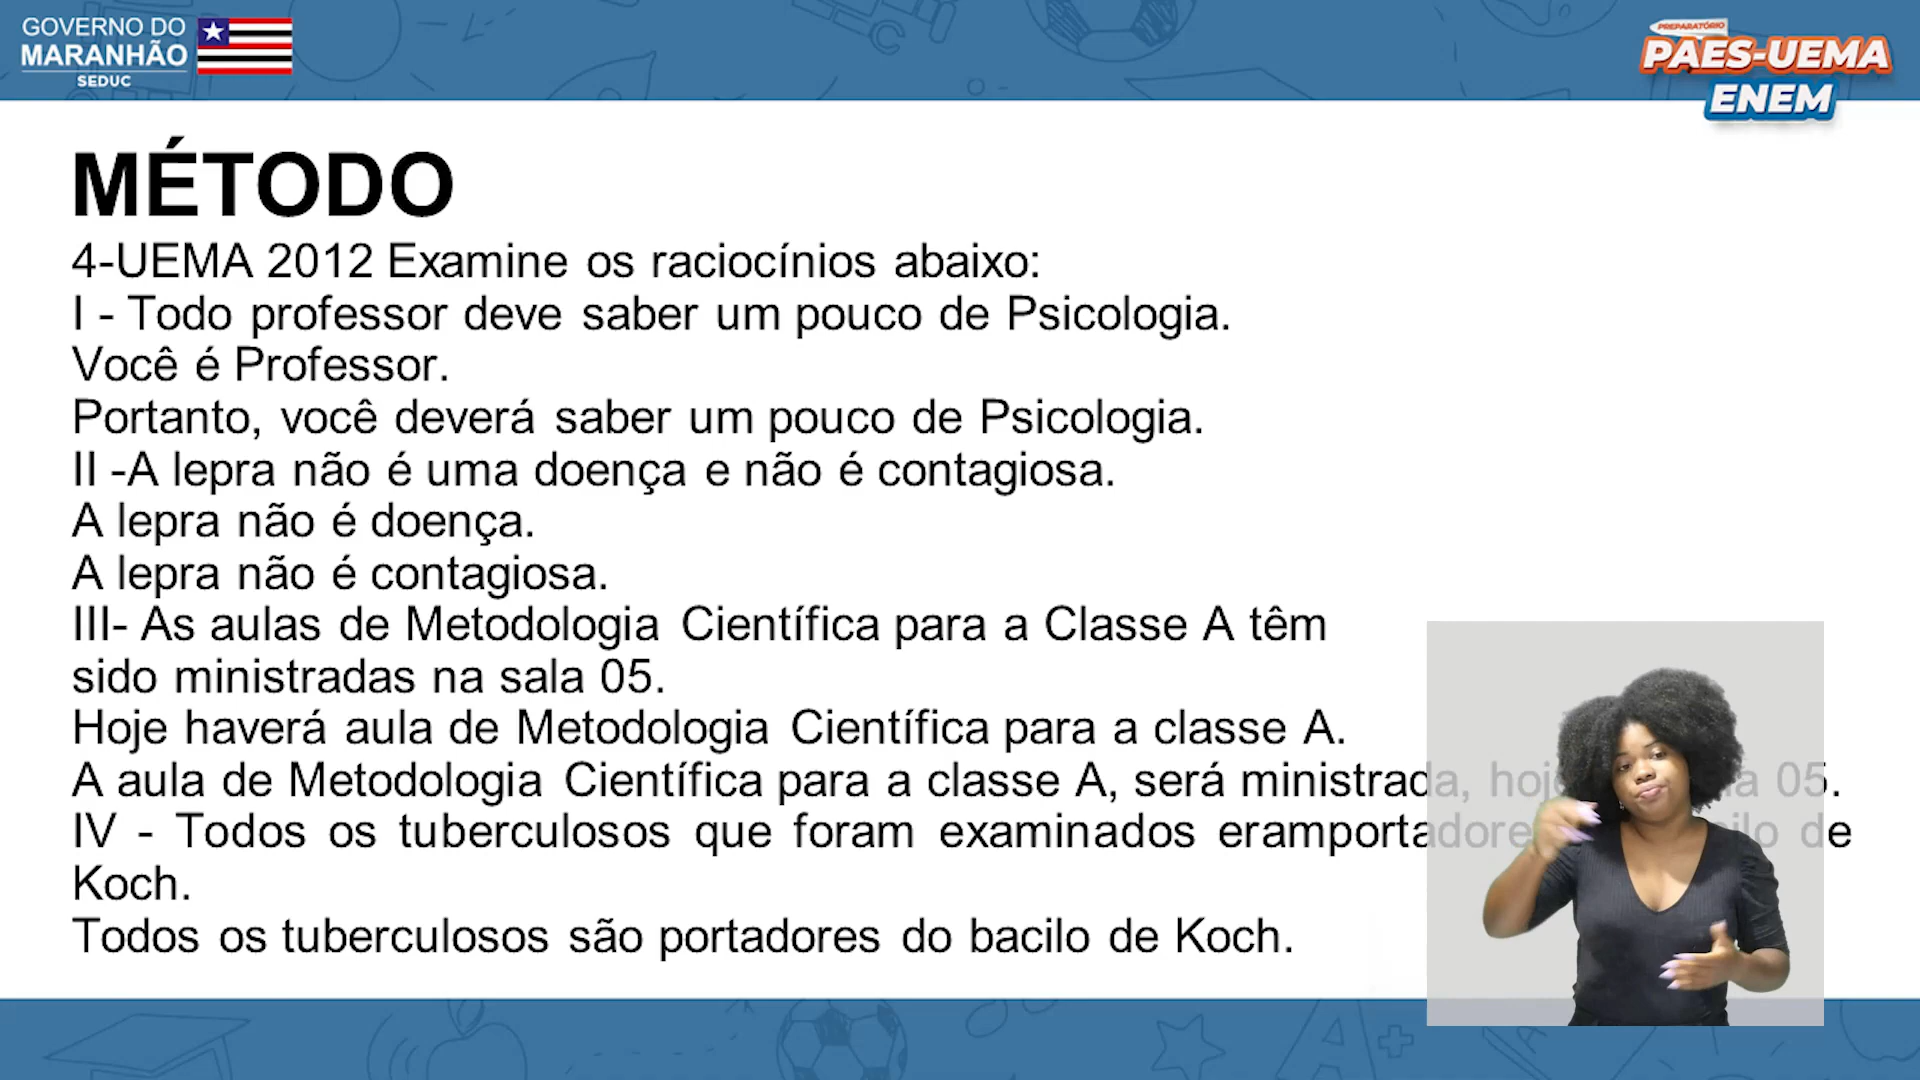 GOVERNO DO
MARANHÃO
SEDUC
PREPARATÓRIO
PAES-UEMA
ENEM
MÉTODO
4-UEMA 2012 Examine os raciocínios abaixo:
I - Todo professor deve saber um pouco de Psicologia.
Você é Professor.
Portanto, você deverá saber um pouco de Psicologia.
II -A lepra não é uma doença e não é contagiosa.
A lepra não é doença.
A lepra não é contagiosa.
III- As aulas de Metodologia Científica para a Classe A têm
sido ministradas na sala 05.
Hoje haverá aula de Metodologia Científica para a classe A.
A aula de Metodologia Científica para a classe A, será ministrada, 05.
IV - Todos os tuberculosos que foram examinados de
Koch.
Todos os tuberculosos são portadores do bacilo de Koch.